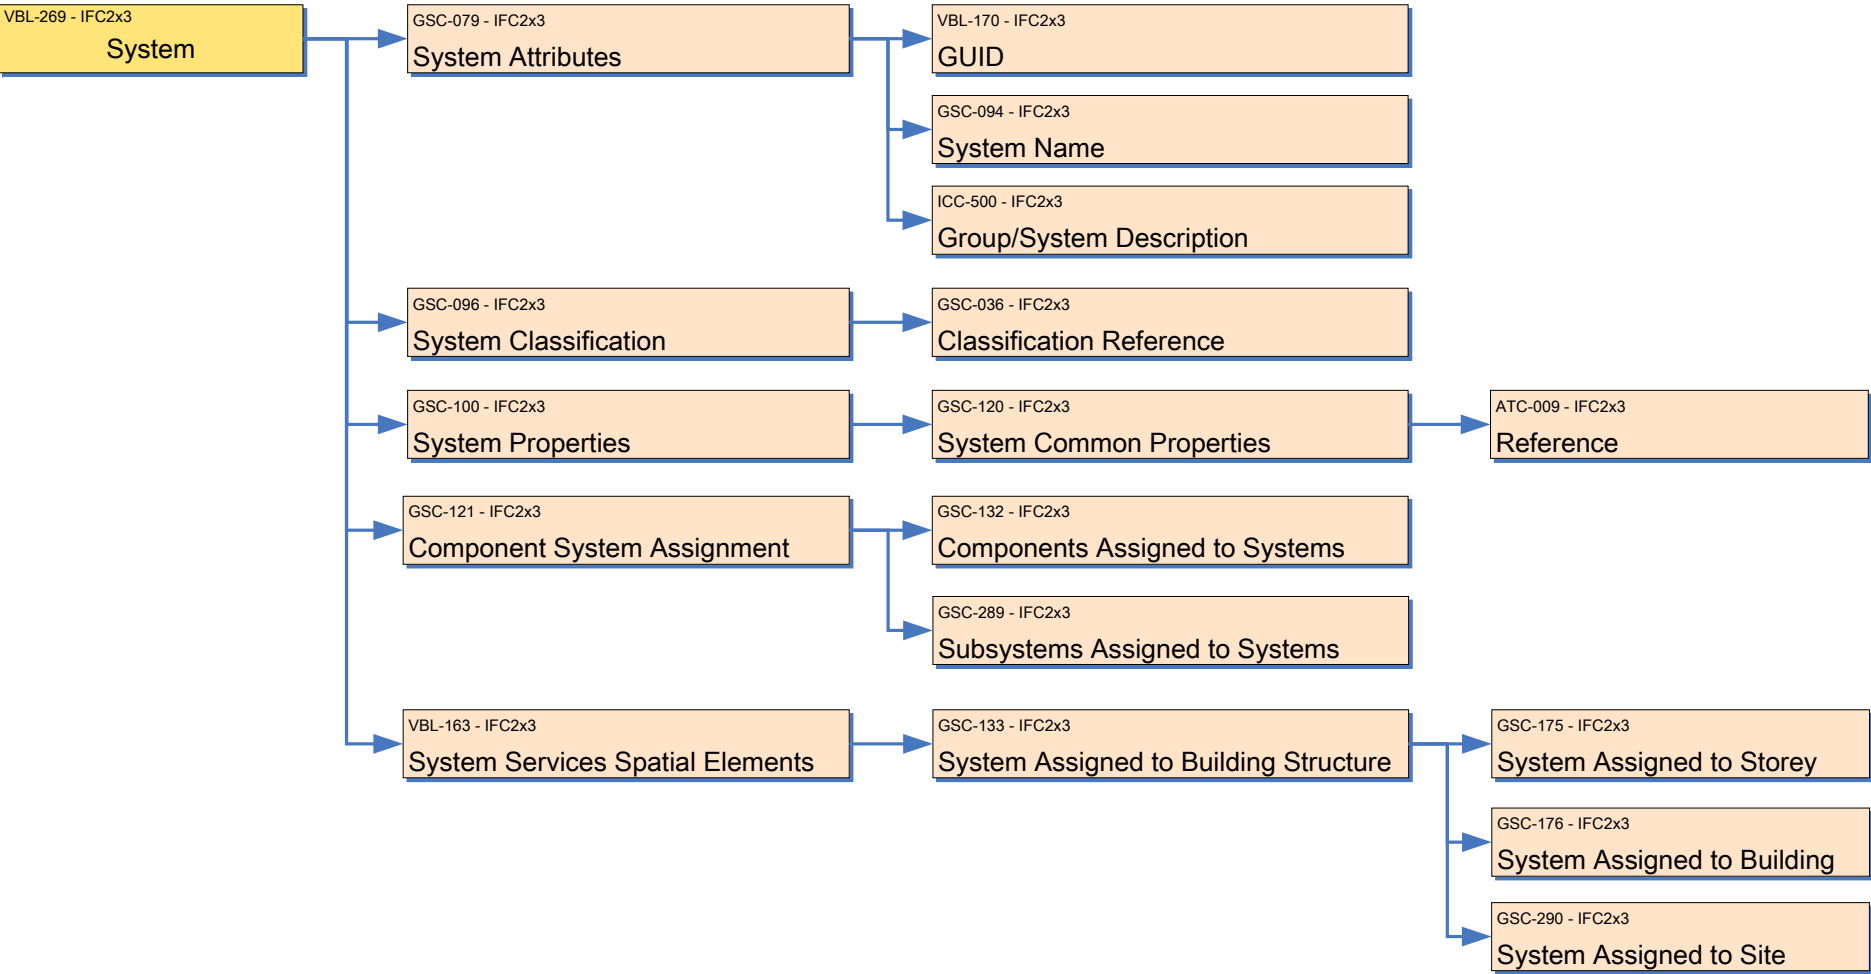 VBL-269 - IFC2x3
System
GSC-079 - IFC2x3
System Attributes
VBL-170 - IFC2x3
GUID
GSC-094 - IFC2x3
System Name
ICC-500 - IFC2x3
Group/System Description
GSC-096 - IFC2x3
System Classification
GSC-036 - IFC2x3
Classification Reference
GSC-100 - IFC2x3
System Properties
GSC-120 - IFC2x3
System Common Properties
ATC-009 - IFC2x3
Reference
GSC-121 - IFC2x3
Component System Assignment
GSC-132 - IFC2x3
Components Assigned to Systems
GSC-289 - IFC2x3
Subsystems Assigned to Systems
VBL-163 - IFC2x3
System Services Spatial Elements
GSC-133 - IFC2x3
System Assigned to Building Structure
GSC-175 - IFC2x3
System Assigned to Storey
GSC-176 - IFC2x3
System Assigned to Building
GSC-290 - IFC2x3
System Assigned to Site